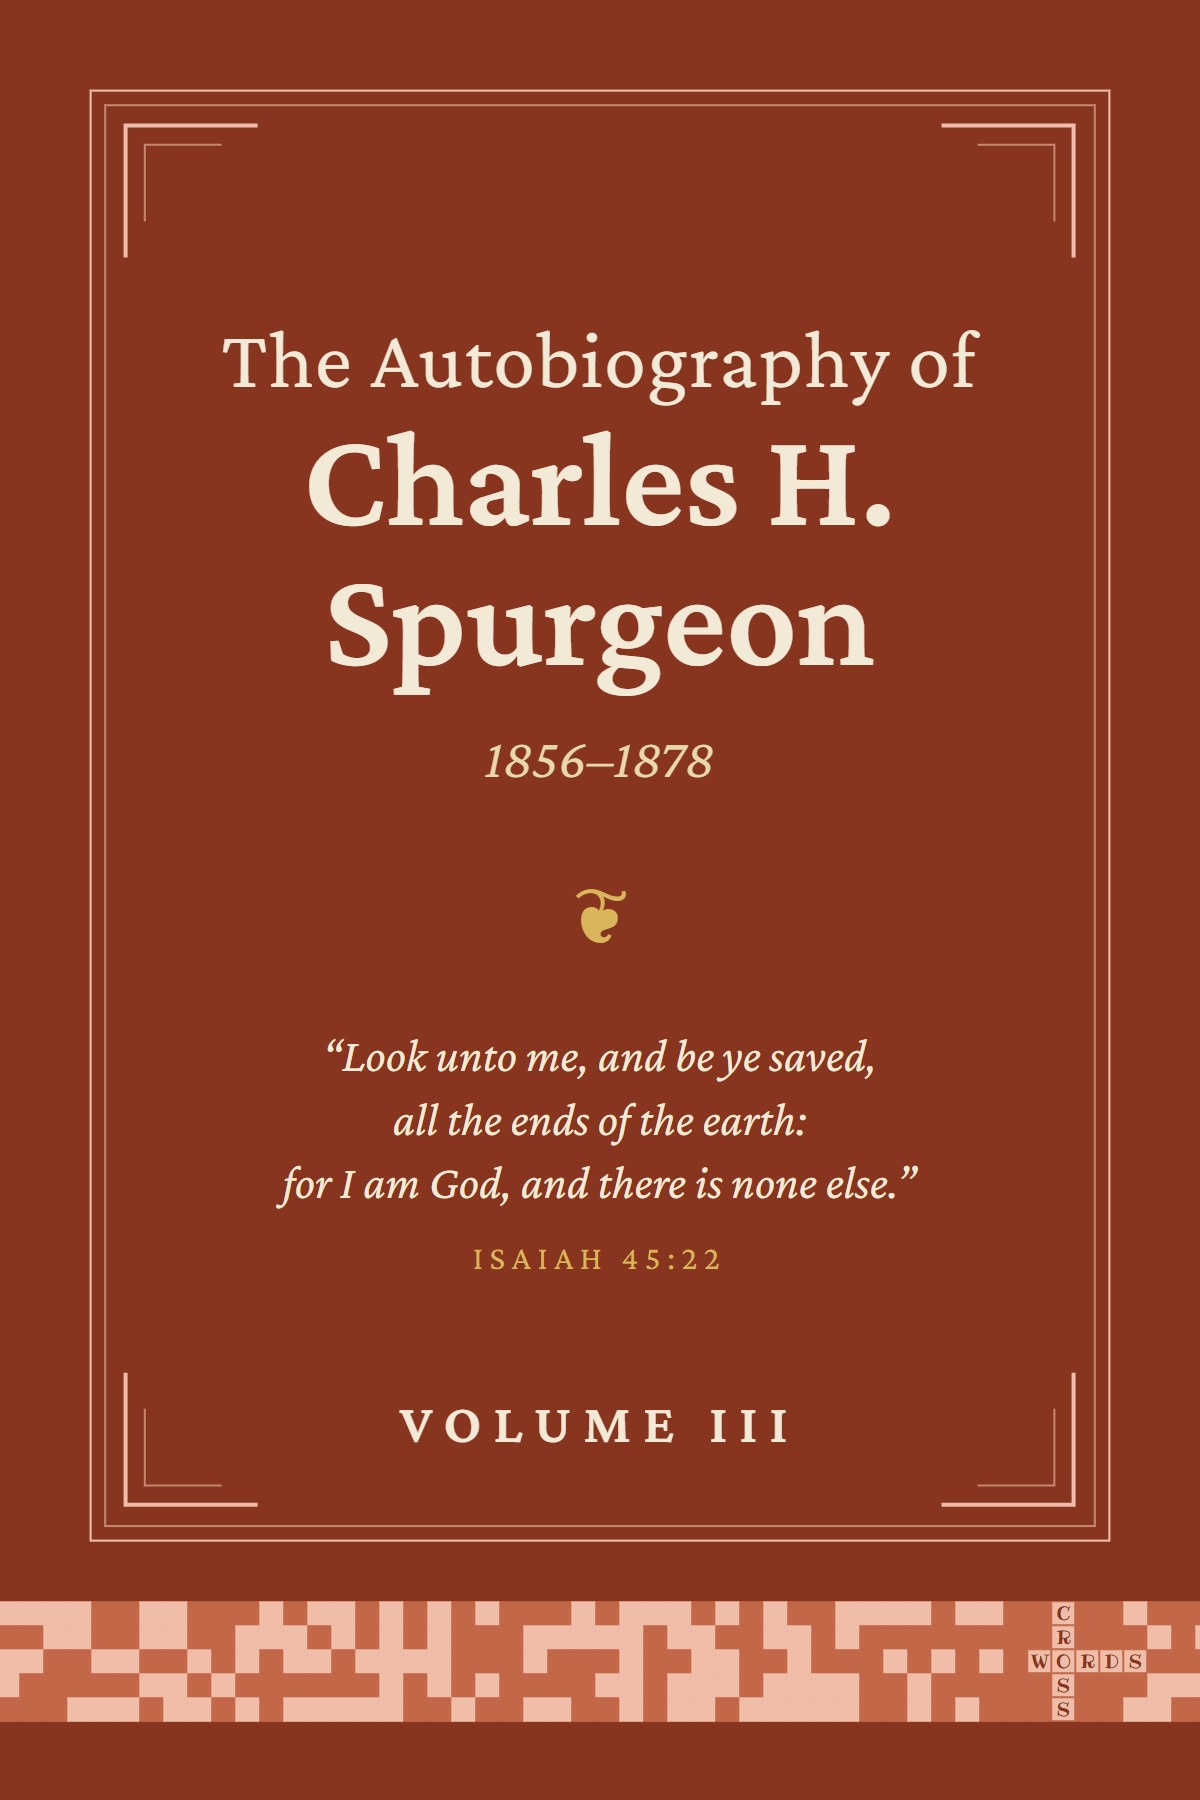 The Autobiography of
Charles H.
Spurgeon
1856–1878
❦
“Look unto me, and be ye saved,
all the ends of the earth:
for I am God, and there is none else.”
ISAIAH 45:22
VOLUME III
CROSS
WORDS